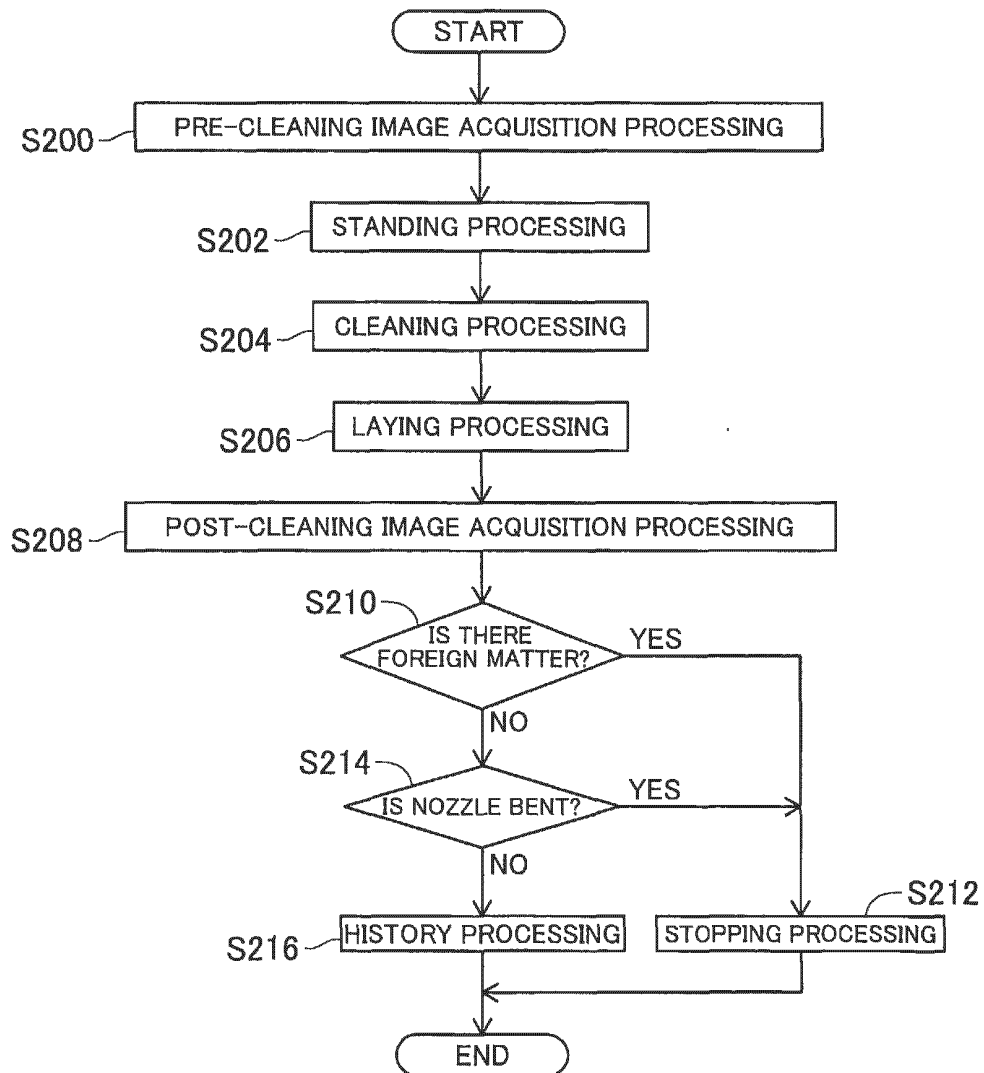 START
S200
PRE-CLEANING IMAGE ACQUISITION PROCESSING
S202
STANDING PROCESSING
S204
CLEANING PROCESSING
S206
LAYING PROCESSING
S208
POST-CLEANING IMAGE ACQUISITION PROCESSING
S210
IS THERE
FOREIGN MATTER?
YES
NO
S214
IS NOZZLE BENT?
YES
NO
S216
HISTORY PROCESSING
S212
STOPPING PROCESSING
END